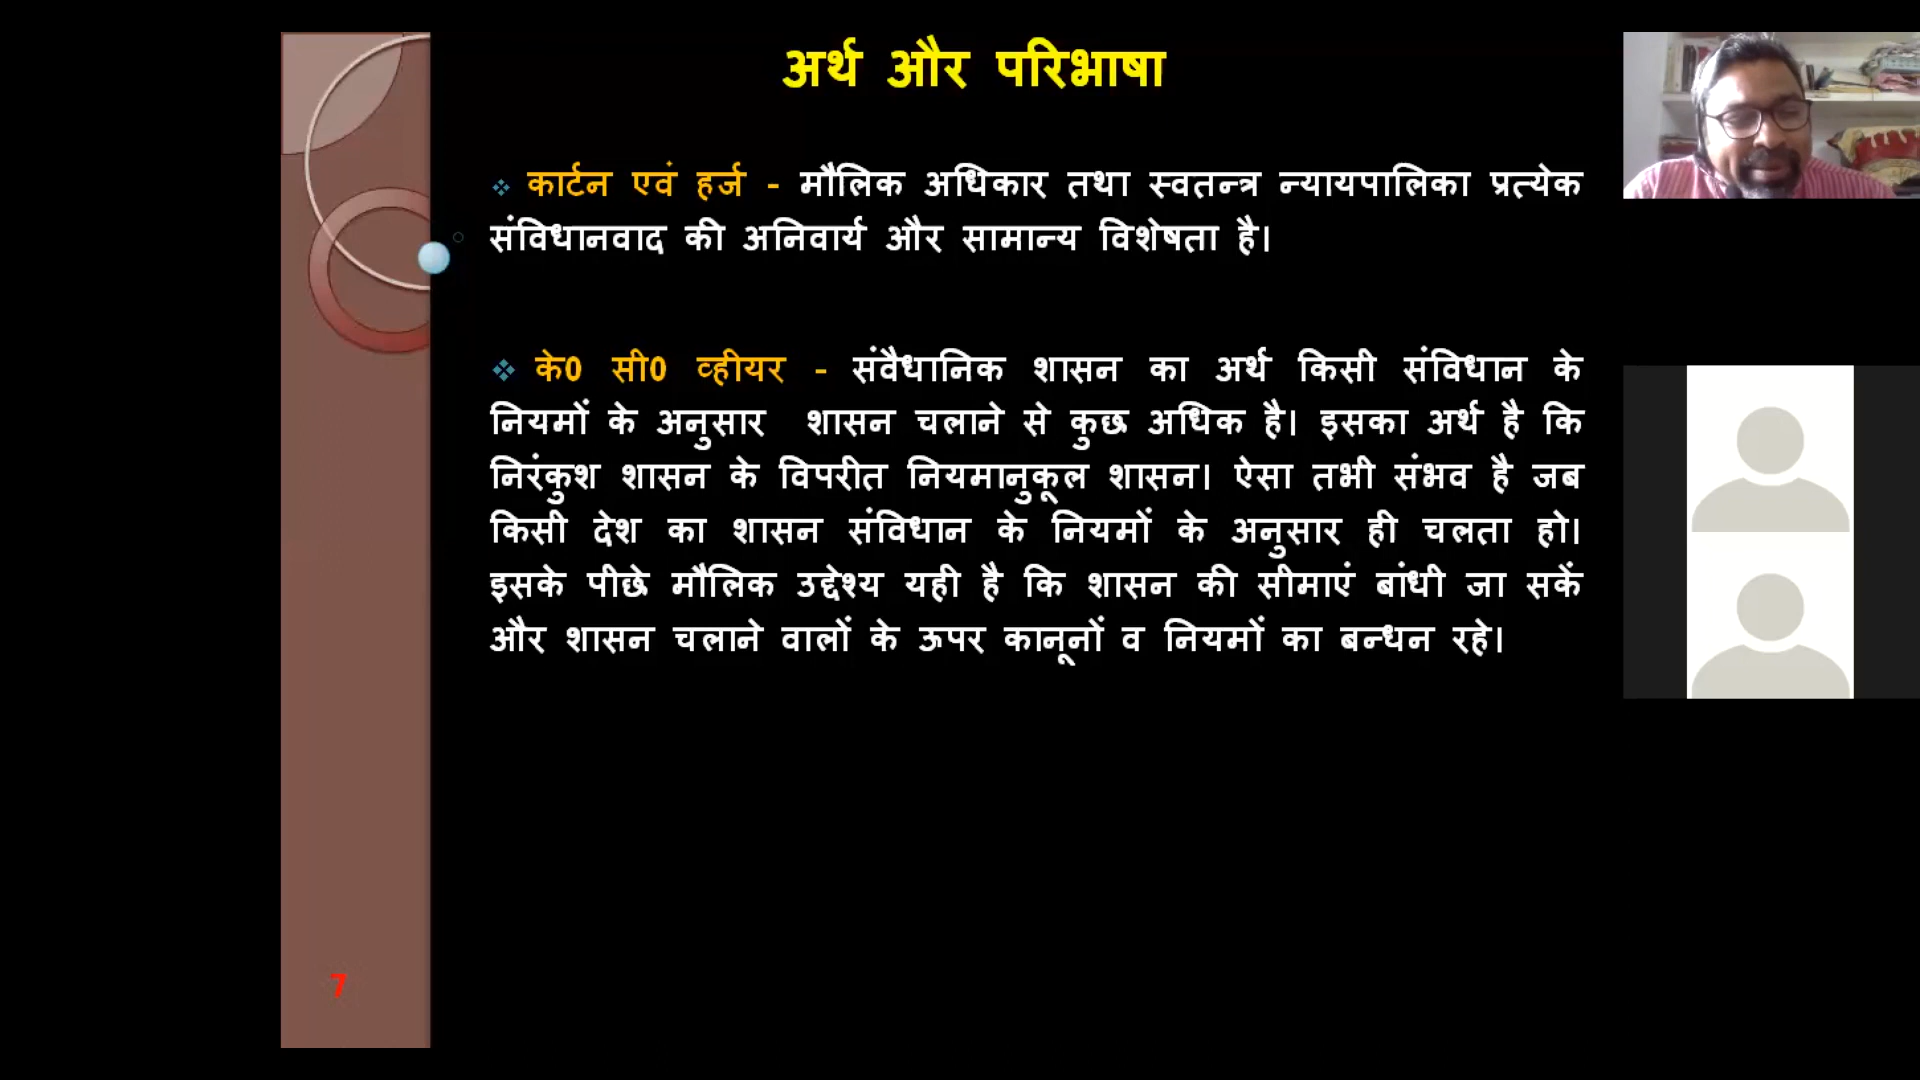 अर्थ और परिभाषा
कार्टन एवं हर्ज - मौलिक अधिकार तथा स्वतन्त्र न्यायपालिका प्रत्येक
संविधानवाद की अनिवार्य और सामान्य विशेषता है।
के0 सी0 व्हीयर - संवैधानिक शासन का अर्थ किसी संविधान के
नियमों के अनुसार शासन चलाने से कुछ अधिक है। इसका अर्थ है कि
निरंकुश शासन के विपरीत नियमानुकूल शासन। ऐसा तभी संभव है जब
किसी देश का शासन संविधान के नियमों के अनुसार ही चलता हो।
इसके पीछे मौलिक उद्देश्य यही है कि शासन की सीमाएं बांधी जा सकें
और शासन चलाने वालों के ऊपर कानूनों व नियमों का बन्धन रहे।
7